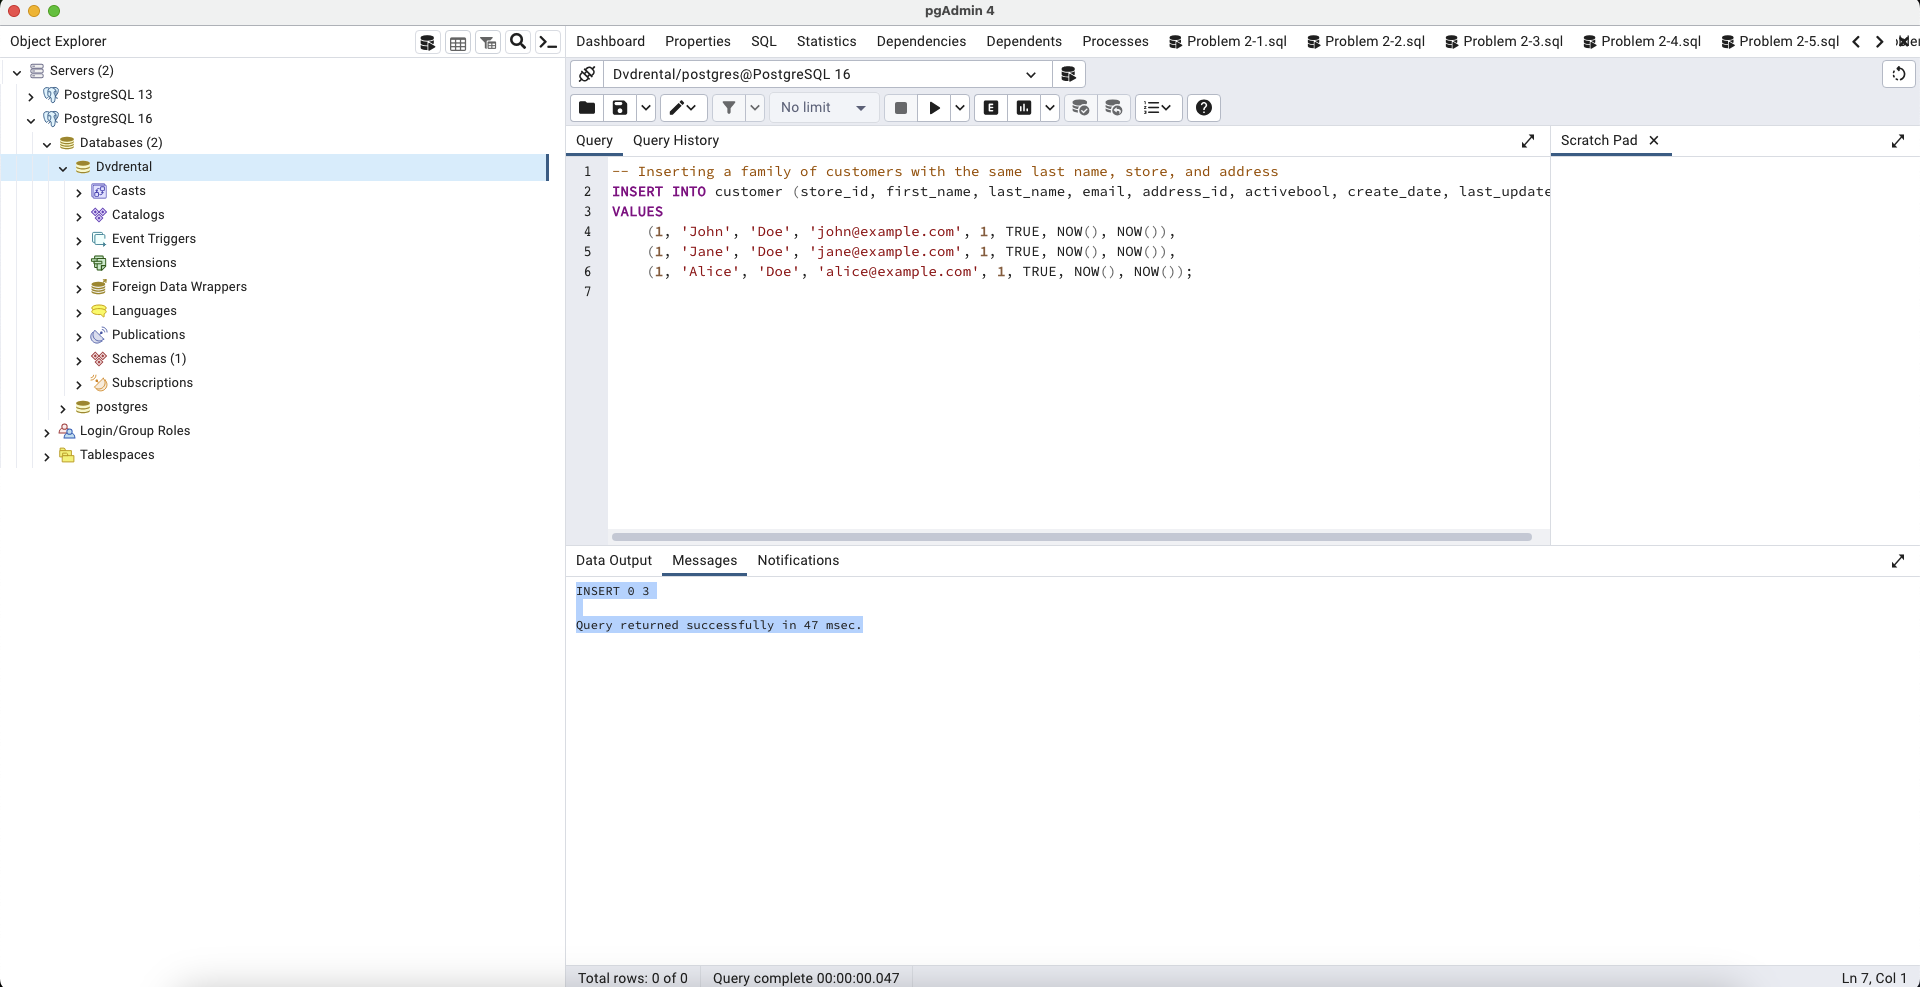 pgAdmin 4
Object Explorer
Servers (2)
PostgreSQL 13
PostgreSQL 16
Databases (2)
Dvdrental
Casts
Catalogs
Event Triggers
Extensions
Foreign Data Wrappers
Languages
Publications
Schemas (1)
Subscriptions
postgres
Login/Group Roles
Tablespaces
Dashboard Properties SQL Statistics Dependencies Dependents Processes Problem 2-1.sql Problem 2-2.sql Problem 2-3.sql Problem 2-4.sql Problem 2-5.sql
Dvdrental/postgres@PostgreSQL 16
No limit E
Query Query History
Scratch Pad
1 -- Inserting a family of customers with the same last name, store, and address
2 INSERT INTO customer (store_id, first_name, last_name, email, address_id, activebool, create_date, last_update
3 VALUES
4 (1, 'John', 'Doe', 'john@example.com', 1, TRUE, NOW(), NOW()),
5 (1, 'Jane', 'Doe', 'jane@example.com', 1, TRUE, NOW(), NOW()),
6 (1, 'Alice', 'Doe', 'alice@example.com', 1, TRUE, NOW(), NOW());
7
Data Output Messages Notifications
INSERT 0 3
Query returned successfully in 47 msec.
Total rows: 0 of 0 Query complete 00:00:00.047 Ln 7, Col 1